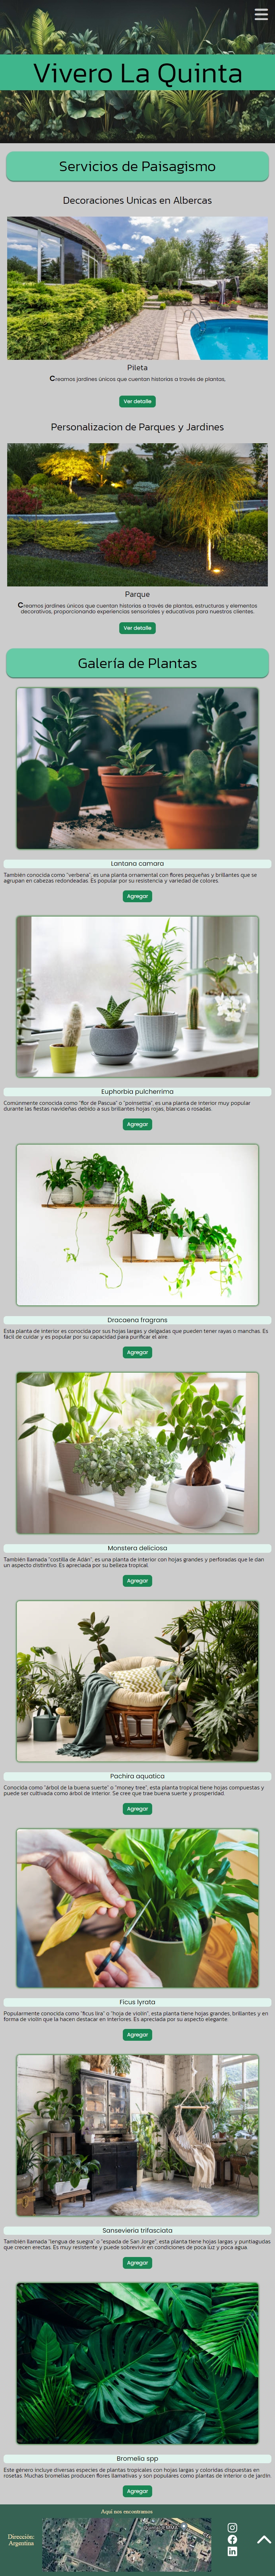 Vivero La Quinta
Servicios de Paisagismo
Decoraciones Unicas en Albercas
Pileta
Creamos jardines únicos que cuentan historias a través de plantas,
Ver detalle
Personalizacion de Parques y Jardines
Parque
Creamos jardines únicos que cuentan historias a través de plantas, estructuras y elementos
decorativos, proporcionando experiencias sensoriales y educativas para nuestros clientes.
Ver detalle
Galería de Plantas
Lantana camara
También conocida como "verbena", es una planta ornamental con flores pequeñas y brillantes que se
agrupan en cabezas redondeadas. Es popular por su resistencia y variedad de colores.
Agregar
Euphorbia pulcherrima
Comúnmente conocida como "flor de Pascua" o "poinsettia", es una planta de interior muy popular
durante las fiestas navideñas debido a sus brillantes hojas rojas, blancas o rosadas.
Agregar
Dracaena fragrans
Esta planta de interior es conocida por sus hojas largas y delgadas que pueden tener rayas o manchas. Es
fácil de cuidar y es popular por su capacidad para purificar el aire.
Agregar
Monstera deliciosa
También llamada "costilla de Adán", es una planta de interior con hojas grandes y perforadas que le dan
un aspecto distintivo. Es apreciada por su belleza tropical.
Agregar
Pachira aquatica
Conocida como "árbol de la buena suerte" o "money tree", esta planta tropical tiene hojas compuestas y
puede ser cultivada como árbol de interior. Se cree que trae buena suerte y prosperidad.
Agregar
Ficus lyrata
Popularmente conocida como "ficus lira" o "hoja de violín", esta planta tiene hojas grandes, brillantes y en
forma de violín que la hacen destacar en interiores. Es apreciada por su aspecto elegante.
Agregar
Sansevieria trifasciata
También llamada "lengua de suegra" o "espada de San Jorge", esta planta tiene hojas largas y puntiagudas
que crecen erectas. Es muy resistente y puede sobrevivir en condiciones de poca luz y poca agua.
Agregar
Bromelia spp
Este género incluye diversas especies de plantas tropicales con hojas largas y coloridas dispuestas en
rosetas. Muchas bromelias producen flores llamativas y son populares como plantas de interior o de jardín.
Agregar
Aquí nos encontramos
Dirección:
Argentina